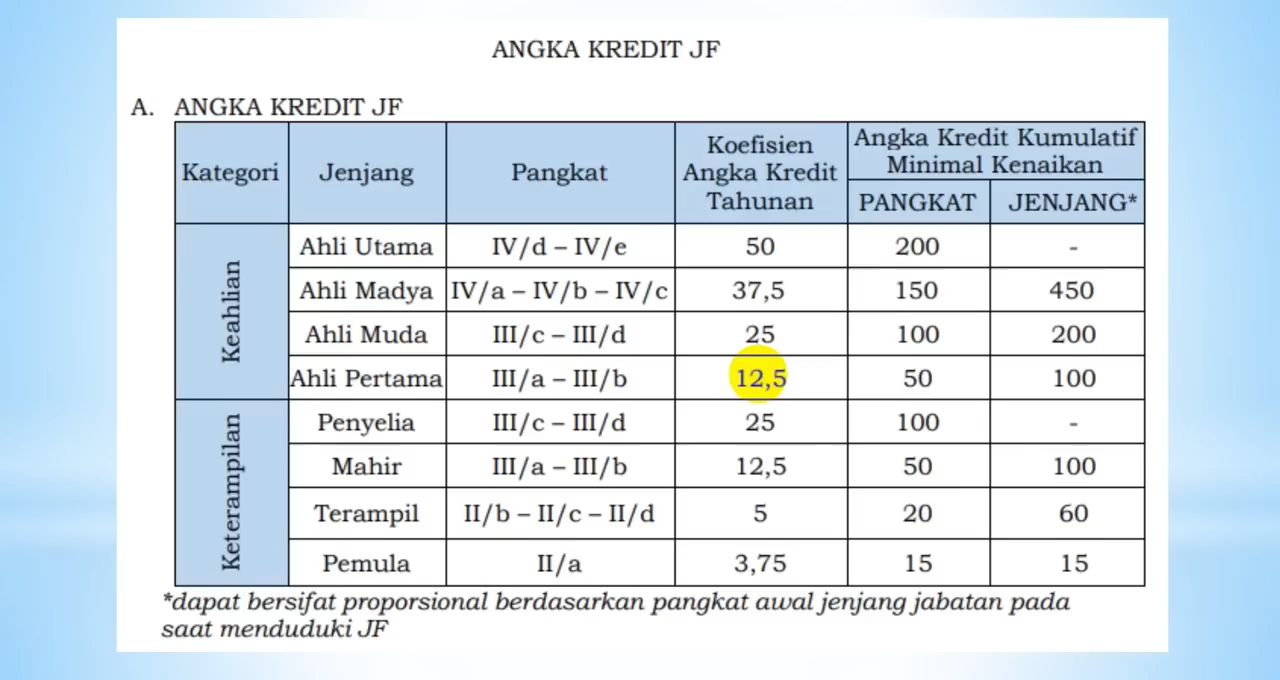 ANGKA KREDIT JF
A. ANGKA KREDIT JF
Kategori Jenjang Pangkat Koefisien Angka Kredit Tahunan Angka Kredit Kumulatif Minimal Kenaikan
PANGKAT JENJANG*
Keahlian
Ahli Utama IV/d – IV/e 50 200 -
Ahli Madya IV/a – IV/b – IV/c 37,5 150 450
Ahli Muda III/c – III/d 25 100 200
Ahli Pertama III/a – III/b 12,5 50 100
Keterampilan
Penyelia III/c – III/d 25 100 -
Mahir III/a – III/b 12,5 50 100
Terampil II/b – II/c – II/d 5 20 60
Pemula II/a 3,75 15 15
*dapat bersifat proporsional berdasarkan pangkat awal jenjang jabatan pada
saat menduduki JF